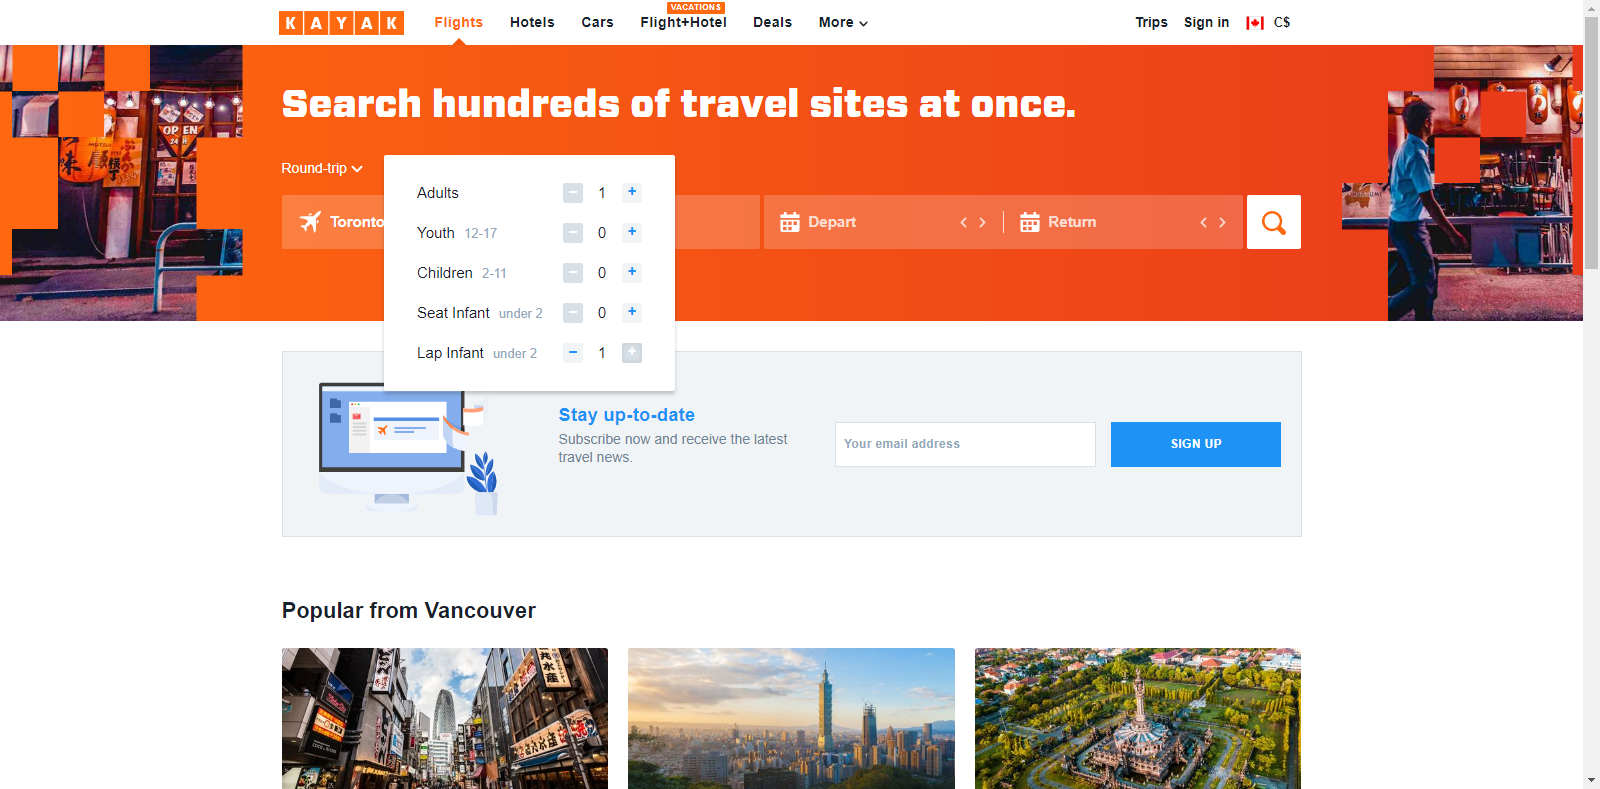 KAYAK
Flights
Hotels
Cars
VACATIONS
Flight+Hotel
Deals
More
Trips
Sign in
C$
Search hundreds of travel sites at once.
Round-trip
Toronto
Depart
Return
Adults
1
Youth 12-17
0
Children 2-11
0
Seat Infant under 2
0
Lap Infant under 2
1
OPEN
Stay up-to-date
Subscribe now and receive the latest
travel news.
Your email address
SIGN UP
Popular from Vancouver